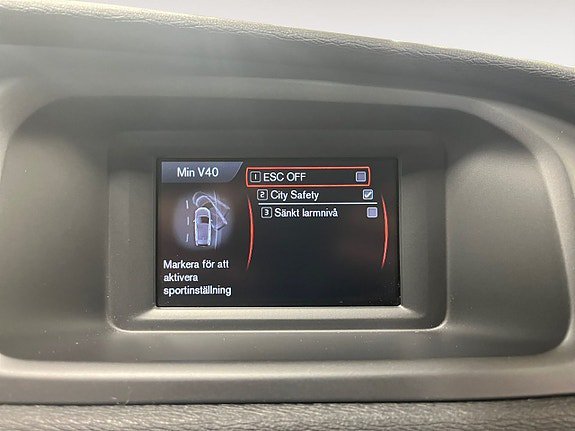 Min V40
1 ESC OFF
2 City Safety
3 Sänkt larmnivå
Markera för att
aktivera
sportinställning